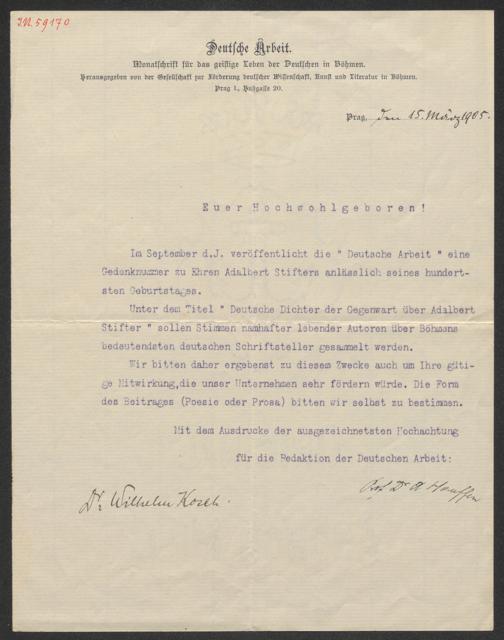 I.N. 59170
Deutsche Arbeit.
Monatschrift für das geistige Leben der Deutschen in Böhmen.
Herausgegeben von der Gesellschaft zur Förderung deutscher Wissenschaft, Kunst und Literatur in Böhmen.
Prag I., Husgasse 20.
Prag, den 15. März 1905.
Euer Hochwohlgeboren!
Im September d.J. veröffentlicht die " Deutsche Arbeit " eine
Gedenknummer zu Ehren Adalbert Stifters anlässlich seines hundert-
sten Geburtstages.
Unter dem Titel " Deutsche Dichter der Gegenwart über Adalbert
Stifter " sollen Stimmen namhafter lebender Autoren über Böhmens
bedeutendsten deutschen Schriftsteller gesammelt werden.
Wir bitten daher ergebenst zu diesem Zwecke auch um Ihre güti-
ge Mitwirkung,die unser Unternehmen sehr fördern würde. Die Form
des Beitrages (Poesie oder Prosa) bitten wir selbst zu bestimmen.
Mit dem Ausdrucke der ausgezeichnetsten Hochachtung
für die Redaktion der Deutschen Arbeit:
Prof. Dr A Hauffen
Dr. Wilhelm Kosch.